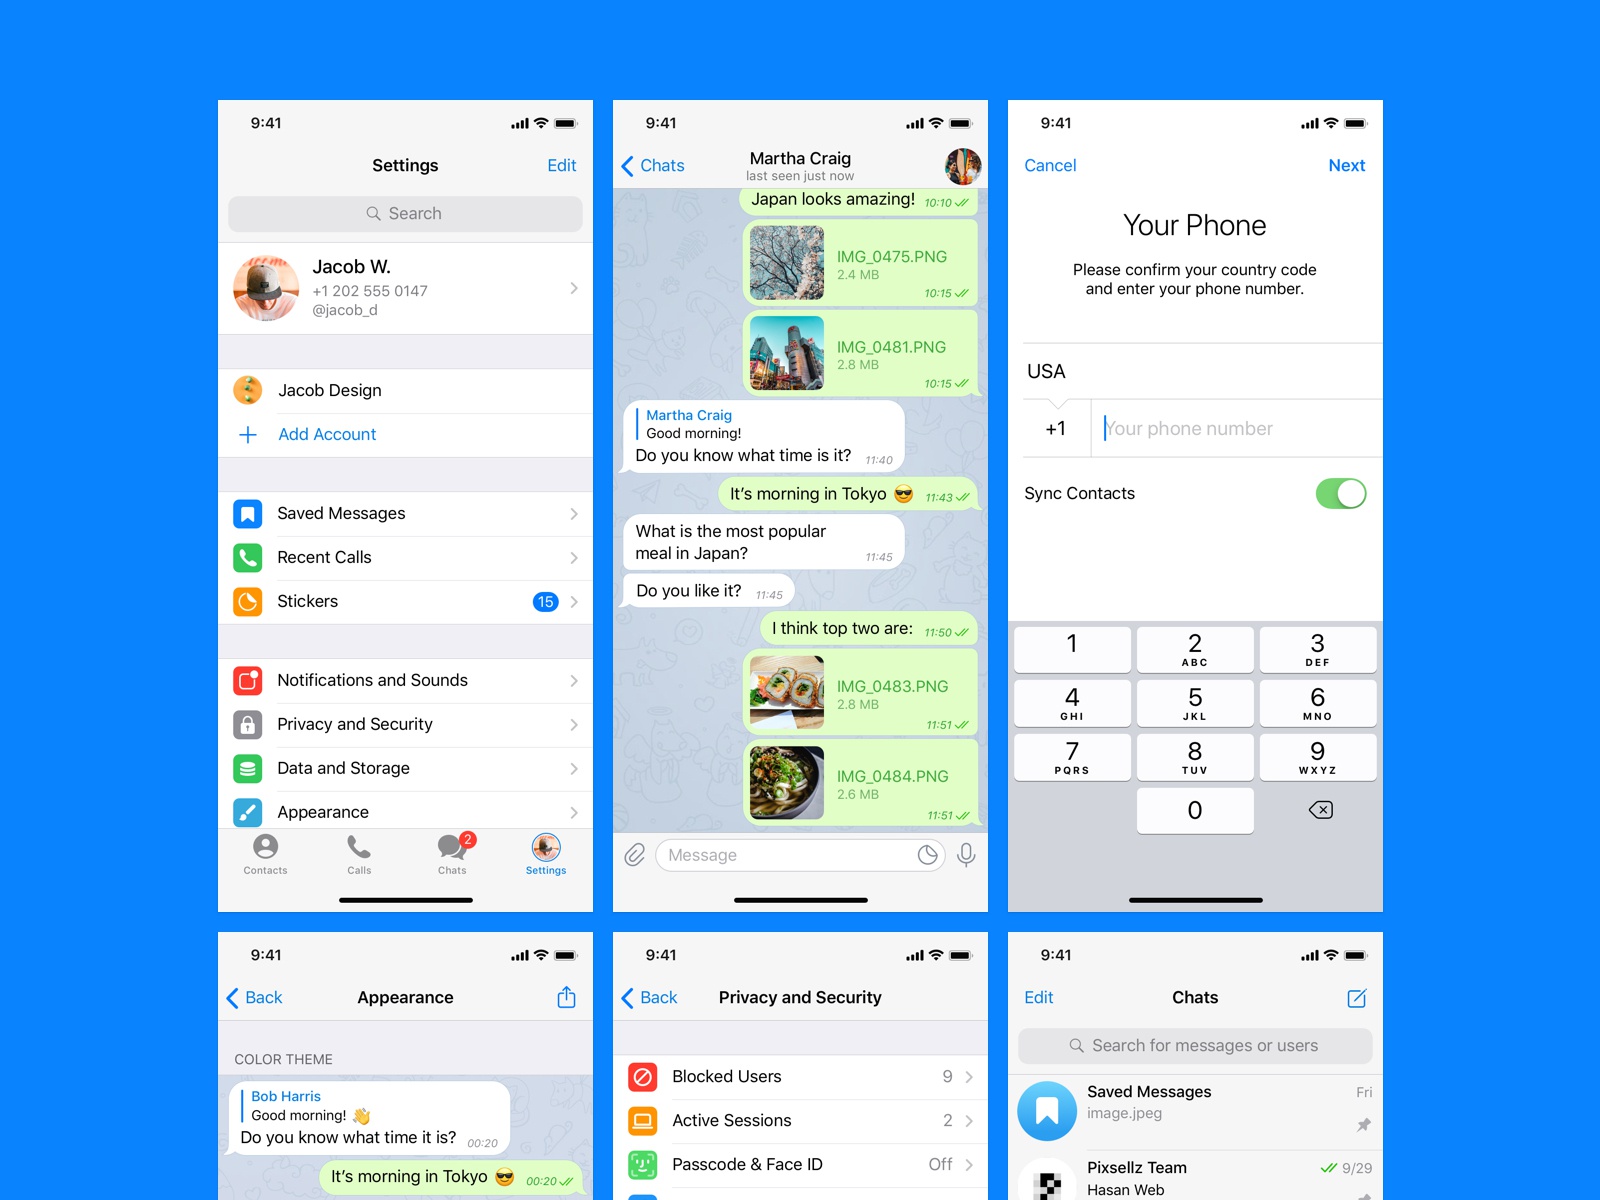 9:41
Settings
Edit
Search
Jacob W.
+1 202 555 0147
@jacob_d
Jacob Design
Add Account
Saved Messages
Recent Calls
Stickers
15
Notifications and Sounds
Privacy and Security
Data and Storage
Appearance
2
Contacts
Calls
Chats
Settings
9:41
Chats
Martha Craig
last seen just now
Japan looks amazing! 10:10
IMG_0475.PNG
2.4 MB
10:15
IMG_0481.PNG
2.8 MB
10:15
Martha Craig
Good morning!
Do you know what time is it? 11:40
It's morning in Tokyo 😎 11:43
What is the most popular
meal in Japan? 11:45
Do you like it? 11:45
I think top two are: 11:50
IMG_0483.PNG
2.8 MB
11:51
IMG_0484.PNG
2.6 MB
11:51
Message
9:41
Cancel
Next
Your Phone
Please confirm your country code
and enter your phone number.
USA
+1
Your phone number
Sync Contacts
1
2
ABC
3
DEF
4
GHI
5
JKL
6
MNO
7
PQRS
8
TUV
9
WXYZ
0
9:41
Back
Appearance
COLOR THEME
Bob Harris
Good morning! 👋
Do you know what time it is? 00:20
It's morning in Tokyo 😎 00:20
9:41
Back
Privacy and Security
Blocked Users 9
Active Sessions 2
Passcode & Face ID Off
9:41
Edit
Chats
Search for messages or users
Saved Messages Fri
image.jpeg
Pixsellz Team 9/29
Hasan Web